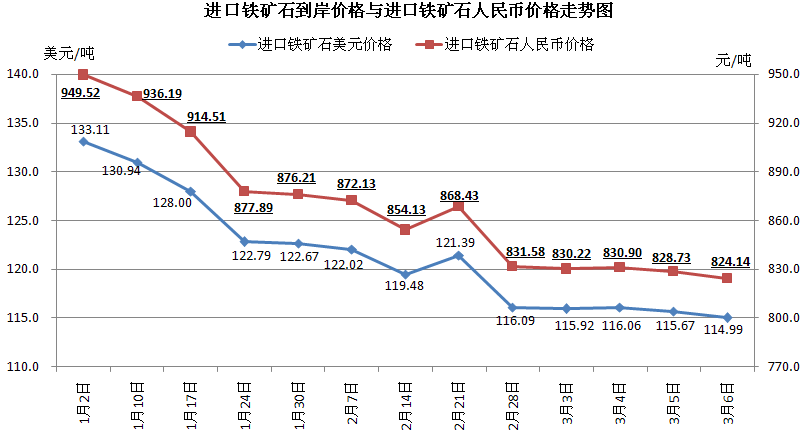 进口铁矿石到岸价格与进口铁矿石人民币价格走势图
美元/吨
进口铁矿石美元价格
进口铁矿石人民币价格
元/吨
140.0
135.0
130.0
125.0
120.0
115.0
110.0
950.0
920.0
890.0
860.0
830.0
800.0
770.0
949.52
936.19
914.51
877.89
876.21
872.13
854.13
868.43
831.58
830.22
830.90
828.73
824.14
133.11
130.94
128.00
122.79
122.67
122.02
119.48
121.39
116.09
115.92
116.06
115.67
114.99
1月2日
1月10日
1月17日
1月24日
1月30日
2月7日
2月14日
2月21日
2月28日
3月3日
3月4日
3月5日
3月6日